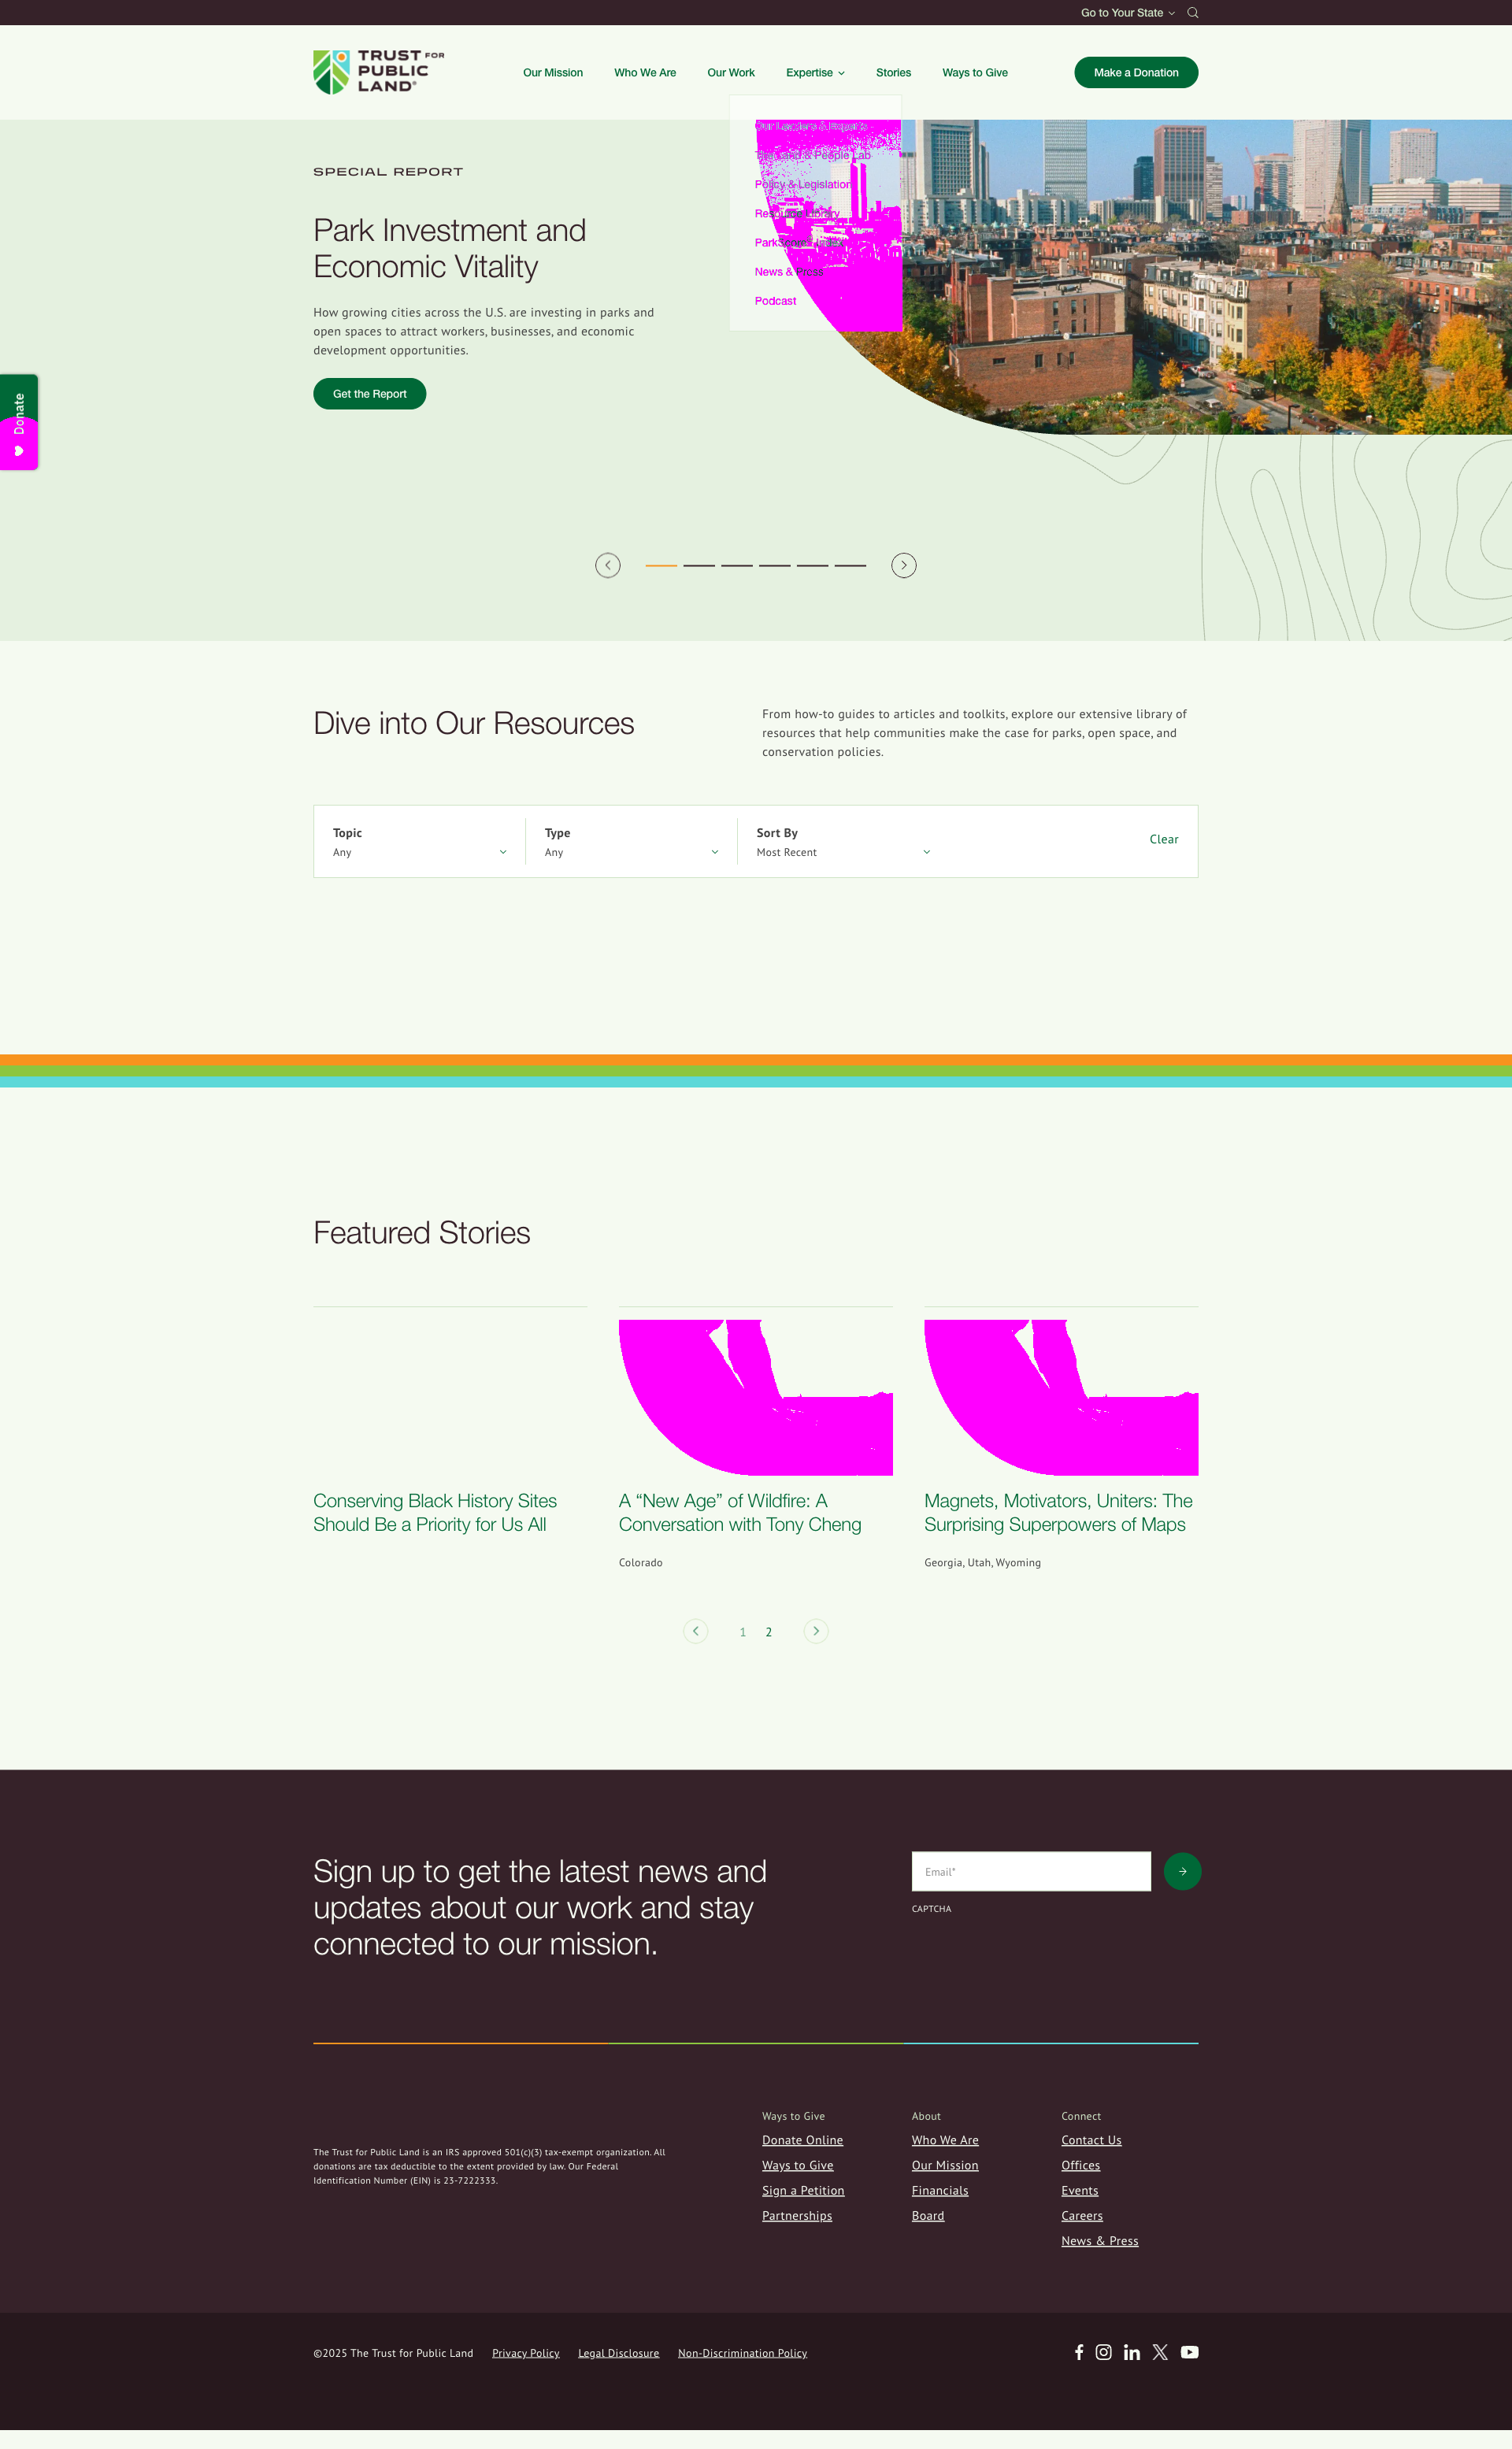 Go to Your State
TRUST FOR
PUBLIC
LAND®
Our Mission
Who We Are
Our Work
Expertise
Stories
Ways to Give
Make a Donation
Our Leaders & Experts
The Land & People Lab
Policy & Legislation
Resource Library
ParkScore® Index
News & Press
Podcast
SPECIAL REPORT
Park Investment and
Economic Vitality
How growing cities across the U.S. are investing in parks and
open spaces to attract workers, businesses, and economic
development opportunities.
Get the Report
Donate
Dive into Our Resources
From how-to guides to articles and toolkits, explore our extensive library of
resources that help communities make the case for parks, open space, and
conservation policies.
Topic
Any
Type
Any
Sort By
Most Recent
Clear
Featured Stories
Conserving Black History Sites
Should Be a Priority for Us All
A “New Age” of Wildfire: A
Conversation with Tony Cheng
Colorado
Magnets, Motivators, Uniters: The
Surprising Superpowers of Maps
Georgia, Utah, Wyoming
1 2
Sign up to get the latest news and
updates about our work and stay
connected to our mission.
Email*
CAPTCHA
The Trust for Public Land is an IRS approved 501(c)(3) tax-exempt organization. All
donations are tax deductible to the extent provided by law. Our Federal
Identification Number (EIN) is 23-7222333.
Ways to Give
Donate Online
Ways to Give
Sign a Petition
Partnerships
About
Who We Are
Our Mission
Financials
Board
Connect
Contact Us
Offices
Events
Careers
News & Press
©2025 The Trust for Public Land
Privacy Policy
Legal Disclosure
Non-Discrimination Policy